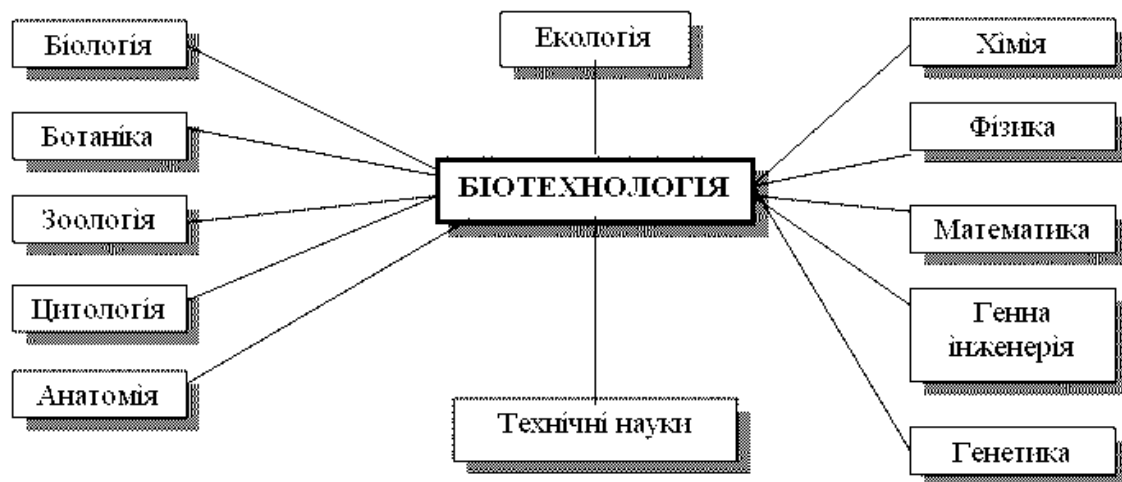 Біологія
Екологія
Хімія
Ботаніка
Фізика
БІОТЕХНОЛОГІЯ
Зоологія
Математика
Цитологія
Генна
інженерія
Анатомія
Технічні науки
Генетика